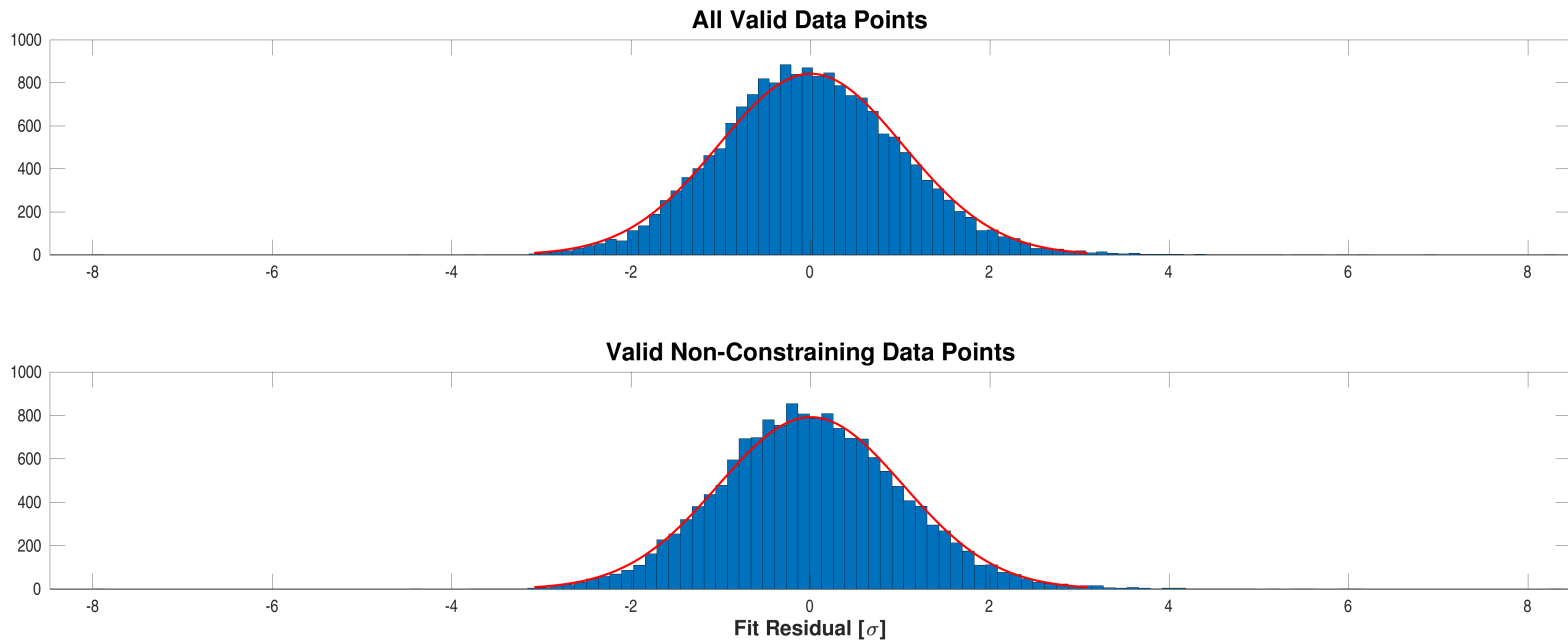 All Valid Data Points
1000
800
600
400
200
0
-8 -6 -4 -2 0 2 4 6 8
Valid Non-Constraining Data Points
1000
800
600
400
200
0
-8 -6 -4 -2 0 2 4 6 8
Fit Residual [σ]